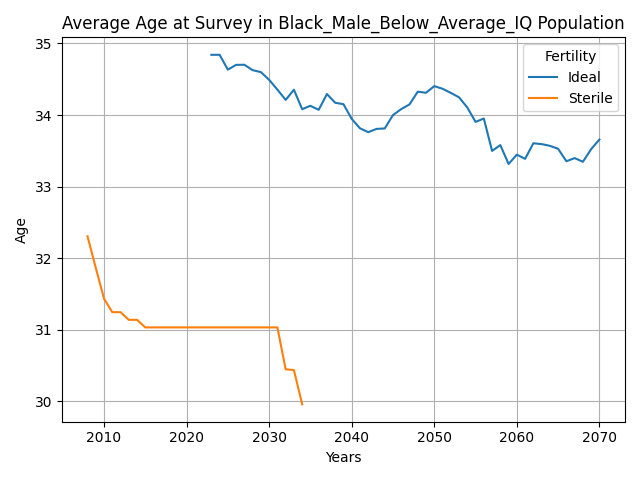 Average Age at Survey in Black_Male_Below_Average_IQ Population
35
34
33
32
31
30
Age
Fertility
Ideal
Sterile
2010
2020
2030
2040
2050
2060
2070
Years